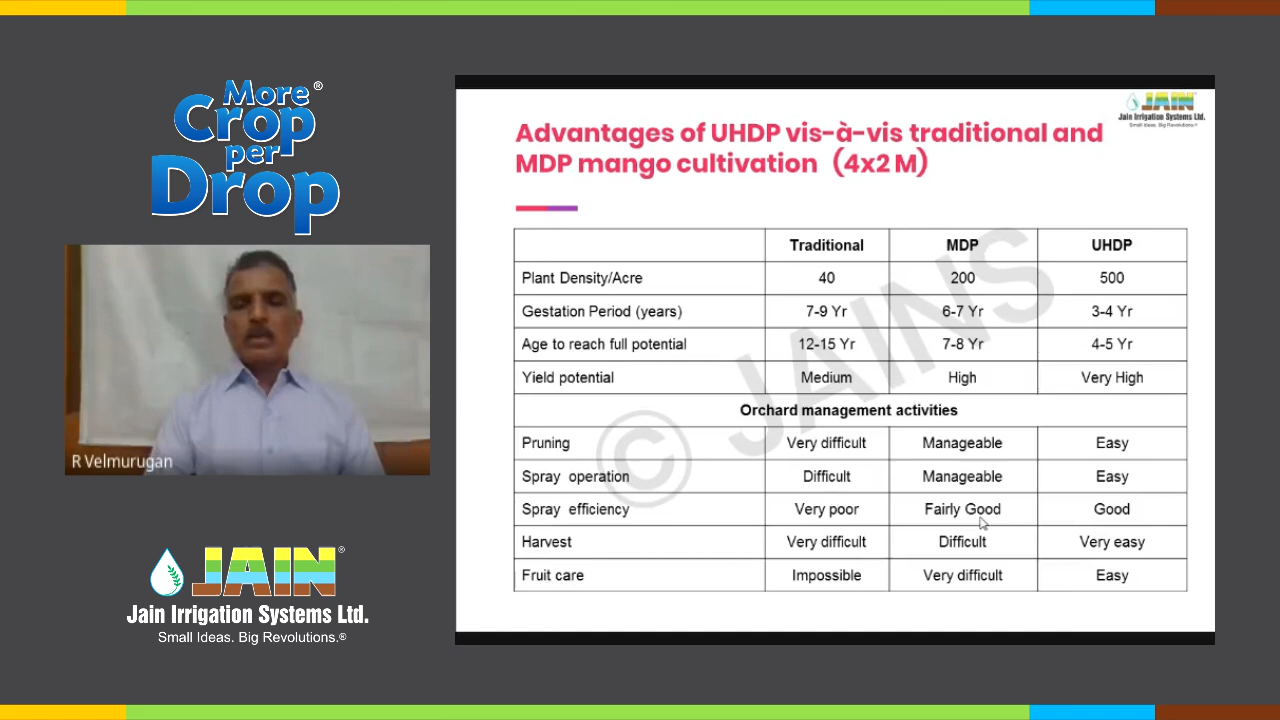 More®
Crop
per
Drop
R Velmurugan
JAIN®
Jain Irrigation Systems Ltd.
Small Ideas. Big Revolutions.®
JAIN
Jain Irrigation Systems Ltd.
Small Ideas. Big Revolutions.®
Advantages of UHDP vis-à-vis traditional and
MDP mango cultivation (4x2 M)
Traditional MDP UHDP
Plant Density/Acre 40 200 500
Gestation Period (years) 7-9 Yr 6-7 Yr 3-4 Yr
Age to reach full potential 12-15 Yr 7-8 Yr 4-5 Yr
Yield potential Medium High Very High
Orchard management activities
Pruning Very difficult Manageable Easy
Spray operation Difficult Manageable Easy
Spray efficiency Very poor Fairly Good Good
Harvest Very difficult Difficult Very easy
Fruit care Impossible Very difficult Easy
© JAINS